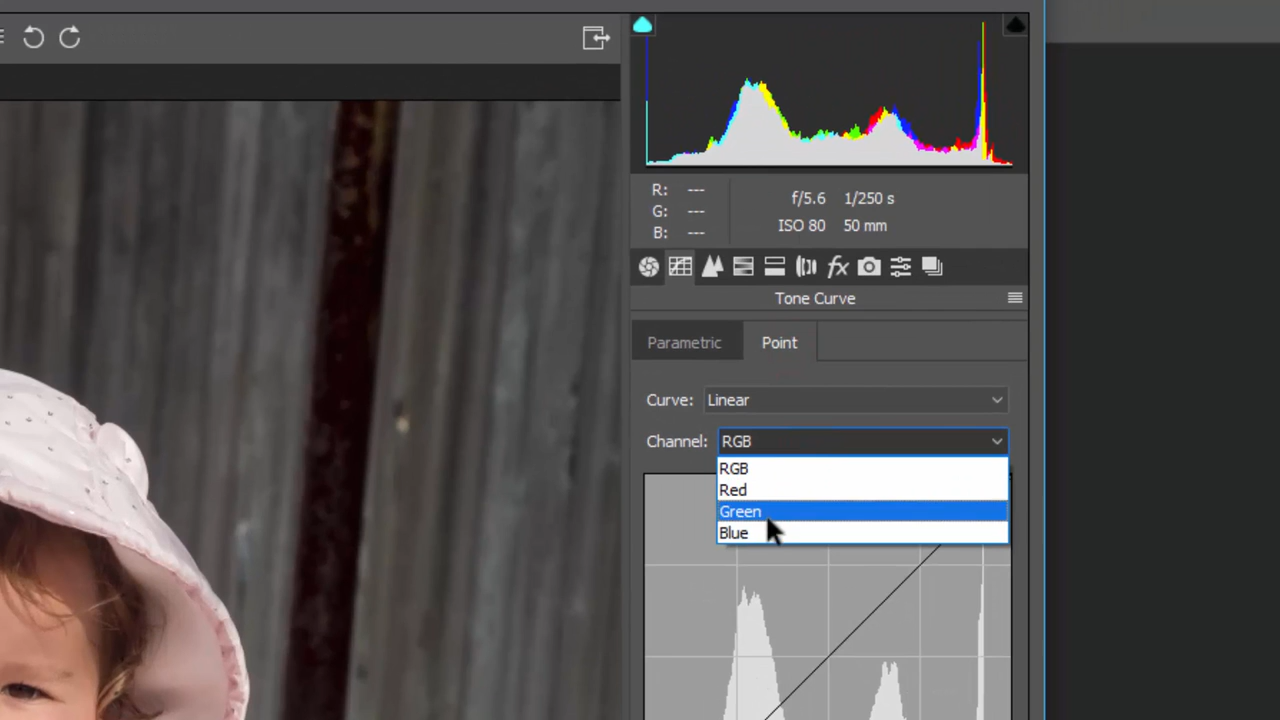 R: ---
G: ---
B: ---
f/5.6 1/250 s
ISO 80 50 mm
fx
Tone Curve
Parametric Point
Curve: Linear
Channel: RGB
RGB
Red
Green
Blue